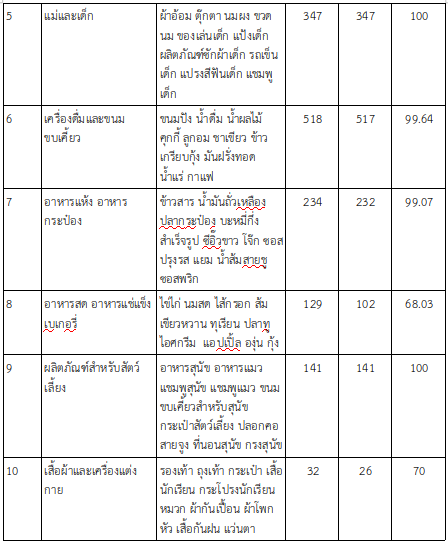 5 แม่และเด็ก ผ้าอ้อม ตุ๊กตา นมผง ขวด 347 347 100
นม ของเล่นเด็ก แป้งเด็ก
ผลิตภัณฑ์ซักผ้าเด็ก รถเข็น
เด็ก แปรงสีฟันเด็ก แชมพู
เด็ก
6 เครื่องดื่มและขนม ขนมปัง น้ำดื่ม น้ำผลไม้ 518 517 99.64
ขบเคี้ยว คุกกี้ ลูกอม ชาเขียว ข้าว
เกรียบกุ้ง มันฝรั่งทอด
น้ำแร่ กาแฟ
7 อาหารแห้ง อาหาร ข้าวสาร น้ำมันถั่วเหลือง 234 232 99.07
กระป๋อง ปลากระป๋อง บะหมี่กึ่ง
สำเร็จรูป ซีอิ๊วขาว โจ๊ก ซอส
ปรุงรส แยม น้ำส้มสายชู
ซอสพริก
8 อาหารสด อาหารแช่แข็ง ไข่ไก่ นมสด ไส้กรอก ส้ม 129 102 68.03
เบเกอรี่ เขียวหวาน ทุเรียน ปลาทู
ไอศกรีม แอปเปิ้ล องุ่น กุ้ง
9 ผลิตภัณฑ์สำหรับสัตว์ อาหารสุนัข อาหารแมว 141 141 100
เลี้ยง แชมพูสุนัข แชมพูแมว ขนม
ขบเคี้ยวสำหรับสุนัข
กระเป๋าสัตว์เลี้ยง ปลอกคอ
สายจูง ที่นอนสุนัข กรงสุนัข
10 เสื้อผ้าและเครื่องแต่ง รองเท้า ถุงเท้า กระเป๋า เสื้อ 32 26 70
กาย นักเรียน กระโปรงนักเรียน
หมวก ผ้ากันเปื้อน ผ้าโพก
หัว เสื้อกันฝน แว่นตา